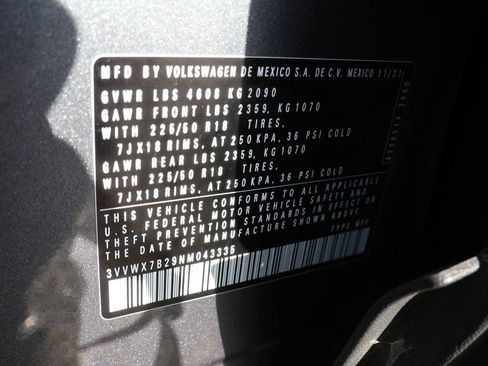 MFD BY VOLKSWAGEN DE MEXICO S.A. DE C.V. MEXICO 11/21
GVWR LBS 4608 KG 2090
GAWR FRONT LBS 2359, KG 1070
WITH 225/50 R18 TIRES,
7JX18 RIMS, AT 250 KPA, 36 PSI COLD
GAWR REAR LBS 2359, KG 1070
WITH 225/50 R18 TIRES,
7JX18 RIMS, AT 250 KPA, 36 PSI COLD
THIS VEHICLE CONFORMS TO ALL APPLICABLE
U.S. FEDERAL MOTOR VEHICLE SAFETY AND
THEFT PREVENTION STANDARDS IN EFFECT ON
THE DATE OF MANUFACTURE SHOWN ABOVE.
3VVWX7B29NM043335 TYPE: MPV